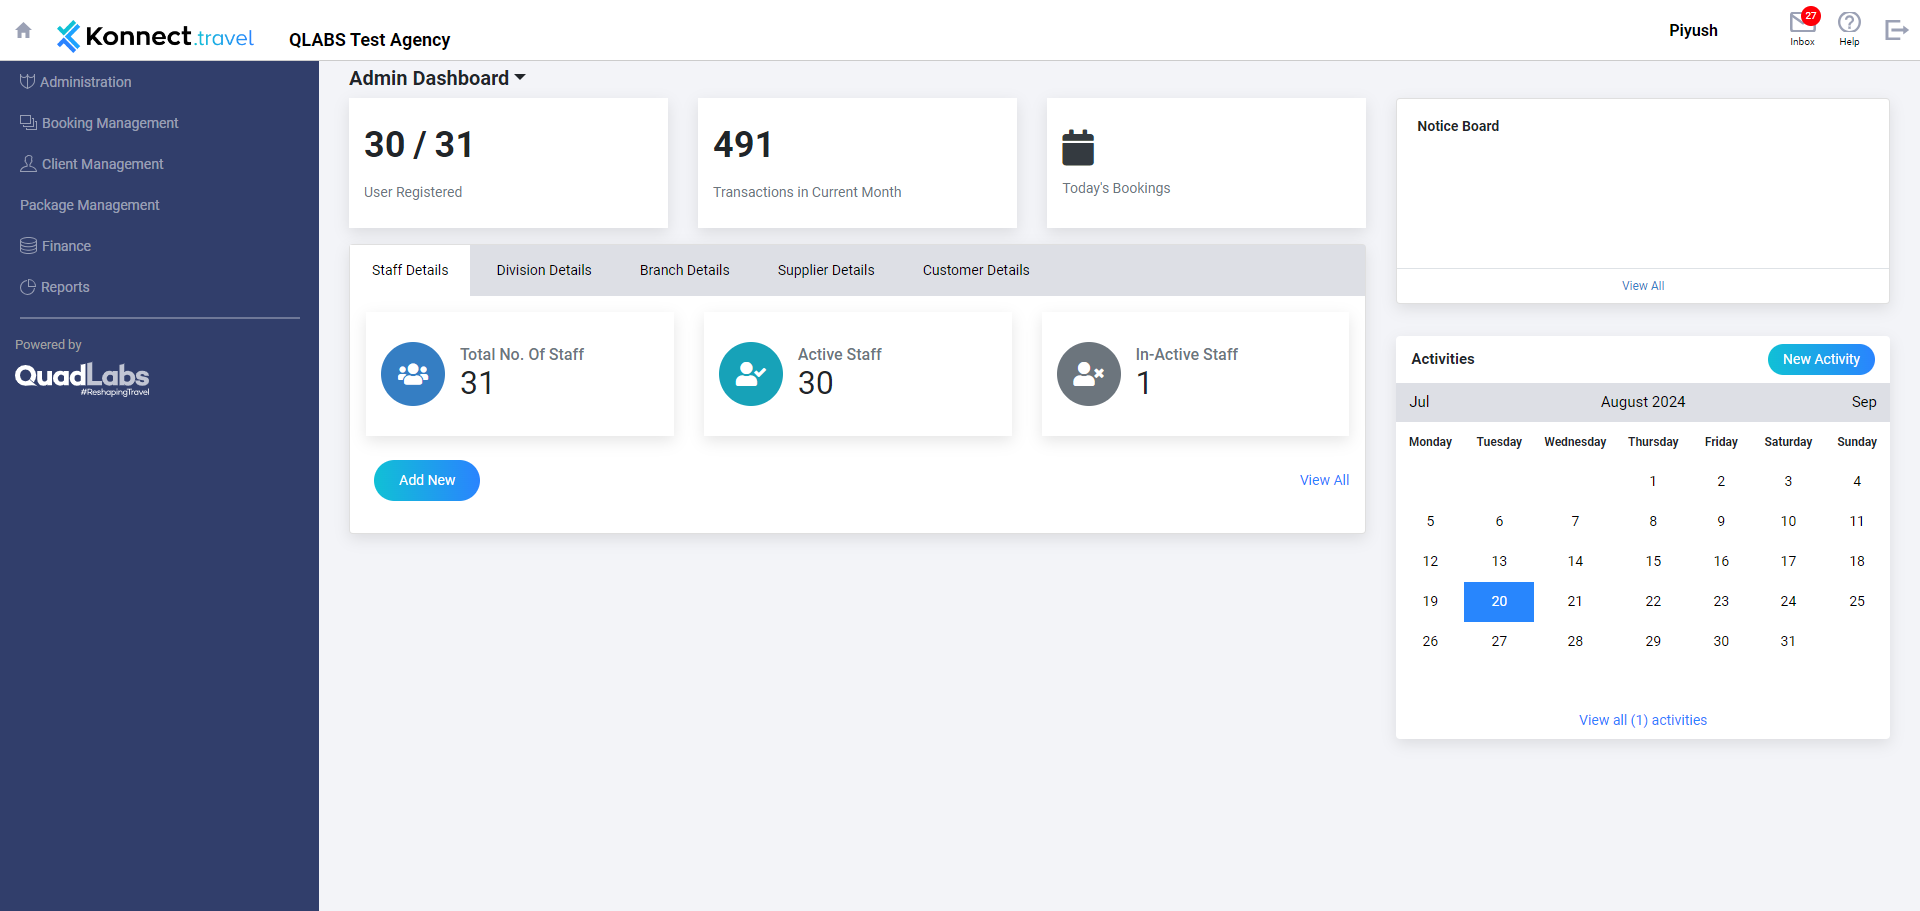 Konnect.travel
QLABS Test Agency
Piyush
27
Inbox
Help
Administration
Booking Management
Client Management
Package Management
Finance
Reports
Powered by
QuadLabs
#ReshapingTravel
Admin Dashboard
30 / 31
User Registered
491
Transactions in Current Month
Today's Bookings
Staff Details Division Details Branch Details Supplier Details Customer Details
Total No. Of Staff
31
Active Staff
30
In-Active Staff
1
Add New
View All
Notice Board
View All
Activities
New Activity
Jul August 2024 Sep
Monday Tuesday Wednesday Thursday Friday Saturday Sunday
1 2 3 4
5 6 7 8 9 10 11
12 13 14 15 16 17 18
19 20 21 22 23 24 25
26 27 28 29 30 31
View all (1) activities